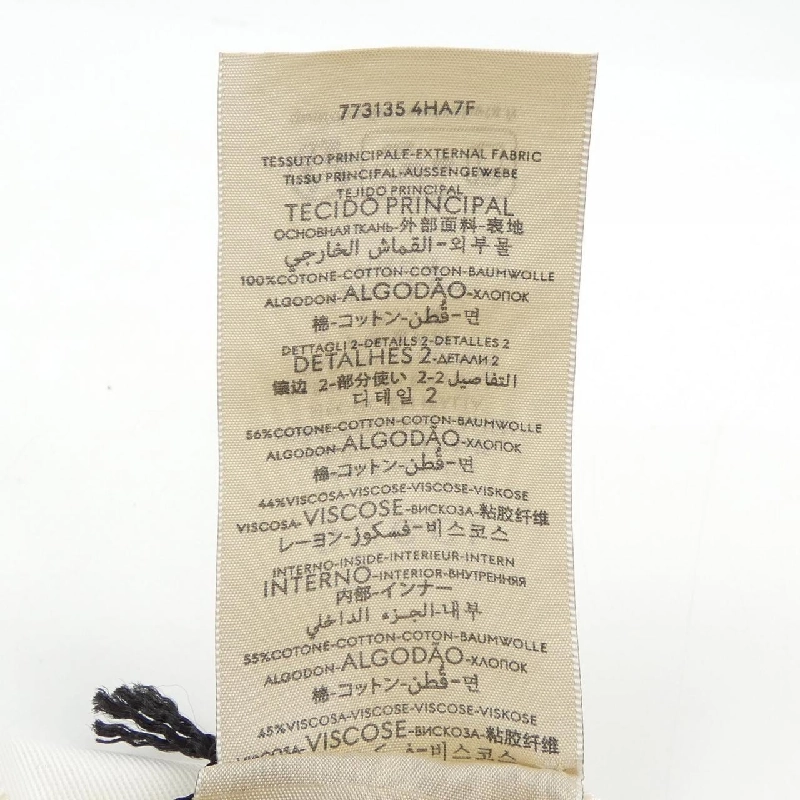 773135 4HA7F
TESSUTO PRINCIPALE-EXTERNAL FABRIC
TISSU PRINCIPAL-AUSSENGEWEBE
TEJIDO PRINCIPAL
TECIDO PRINCIPAL
ОСНОВНАЯ ТКАНЬ-外部面料-表地
القماش الخارجي-외부물
100%COTONE-COTTON-COTON-BAUMWOLLE
ALGODON-ALGODÃO-ХЛОПОК
棉-コットン-قطن-면
DETTAGLI 2-DETAILS 2-DETALLES 2
DETALHES 2-ДЕТАЛИ 2
镶边 2-部分使い 2-التفاصيل 2
디테일 2
56%COTONE-COTTON-COTON-BAUMWOLLE
ALGODON-ALGODÃO-ХЛОПОК
棉-コットン-قطن-면
44%VISCOSA-VISCOSE-VISCOSE-VISKOSE
VISCOSA-VISCOSE-ВИСКОЗА-粘胶纤维
レーヨン-فسكوز-비스코스
INTERNO-INSIDE-INTERIEUR-INTERN
INTERNO-INTERIOR-ВНУТРЕННЯЯ
内部-インナー
الجزء الداخلي-내부
55%COTONE-COTTON-COTON-BAUMWOLLE
ALGODON-ALGODÃO-ХЛОПОК
棉-コットン-قطن-면
45%VISCOSA-VISCOSE-VISCOSE-VISKOSE
VISCOSA-VISCOSE-ВИСКОЗА-粘胶纤维
비스코스